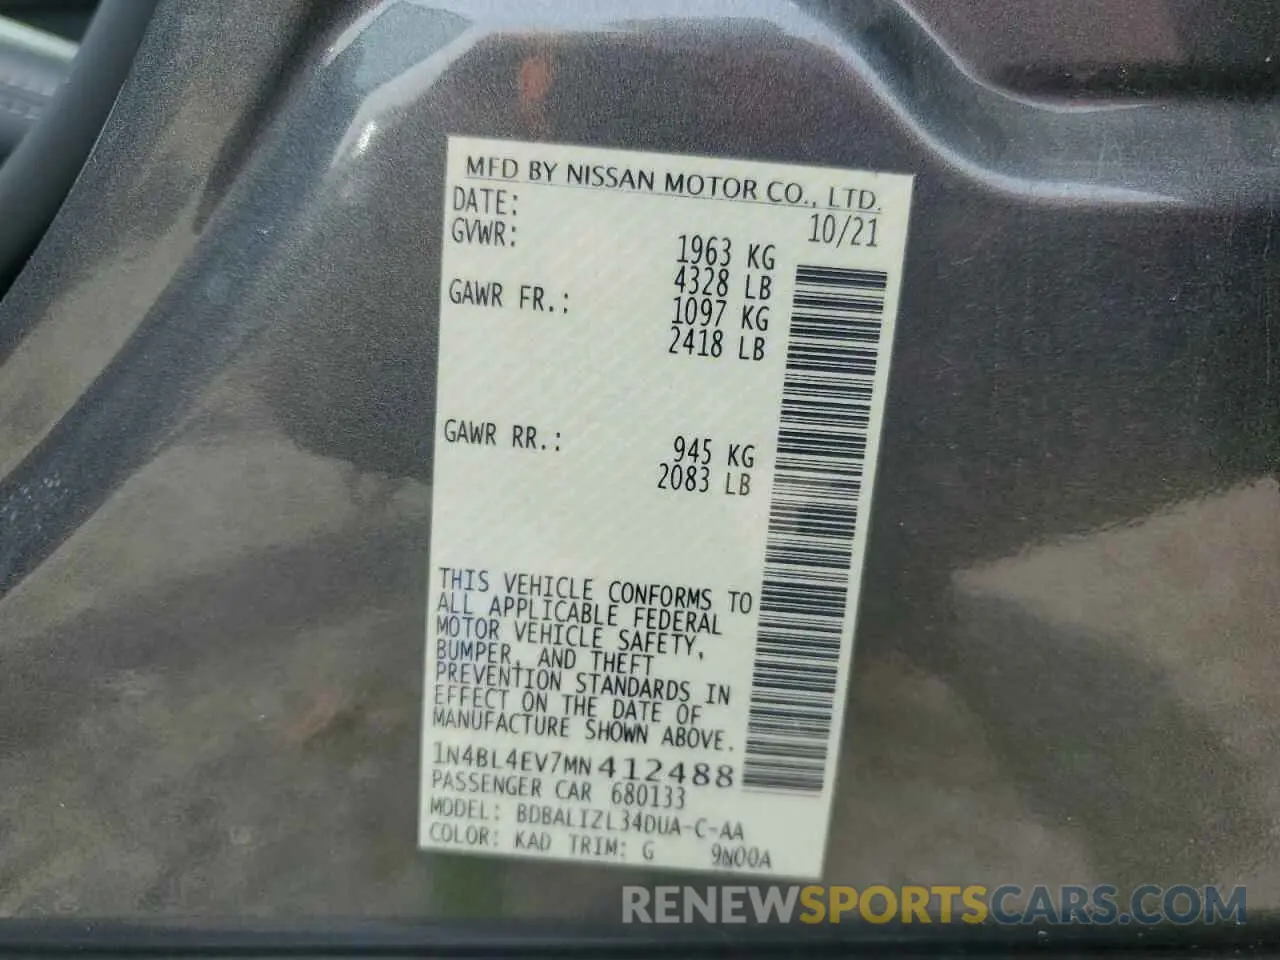 MFD BY NISSAN MOTOR CO., LTD.
DATE: 10/21
GVWR: 1963 KG
4328 LB
GAWR FR.: 1097 KG
2418 LB
GAWR RR.: 945 KG
2083 LB
THIS VEHICLE CONFORMS TO
ALL APPLICABLE FEDERAL
MOTOR VEHICLE SAFETY,
BUMPER, AND THEFT
PREVENTION STANDARDS IN
EFFECT ON THE DATE OF
MANUFACTURE SHOWN ABOVE.
1N4BL4EV7MN412488
PASSENGER CAR 680133
MODEL: BDBALIZL34DUA-C-AA
COLOR: KAD TRIM: G 9N00A
RENEWSPORTSCARS.COM